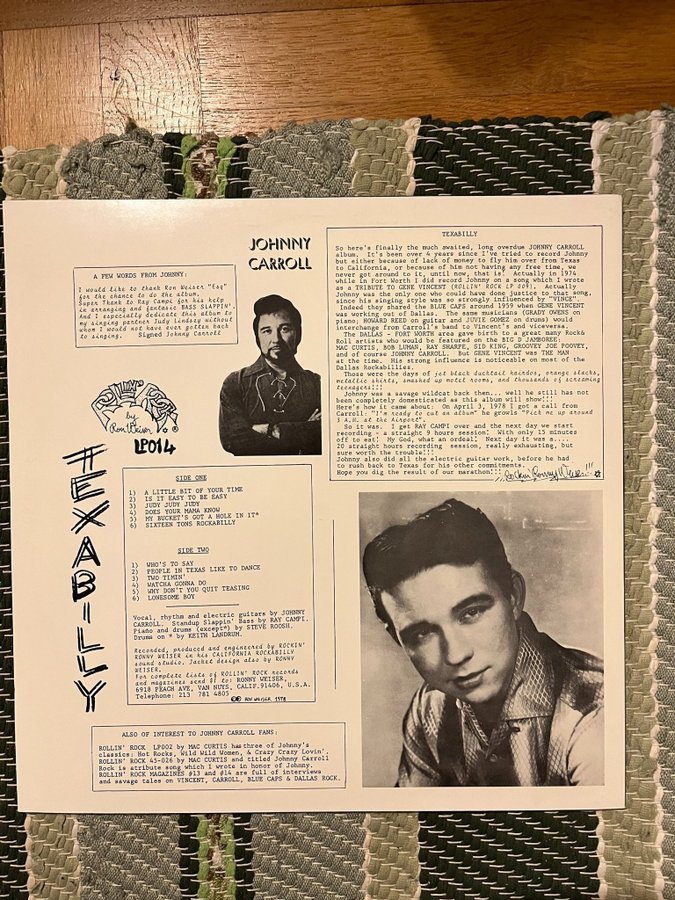 JOHNNY
CARROLL
A FEW WORDS FROM JOHNNY:
I would like to thank Ron Weiser "Esq"
for the chance to do the album.
Super Thank to Ray Campi for his help
in arranging and fantastic BASS SLAPPIN'.
And I especially dedicate this album to
my singing partner Judy Lindsey without
whom I would not have ever gotten back
to singing. Signed Johnny Carroll
by
Ron Weiser
LP014
TEXABILLY
SIDE ONE
1) A LITTLE BIT OF YOUR TIME
2) IS IT EASY TO BE EASY
3) JUDY JUDY JUDY
4) DOES YOUR MAMA KNOW
5) MY BUCKET'S GOT A HOLE IN IT*
6) SIXTEEN TONS ROCKABILLY
SIDE TWO
1) WHO'S TO SAY
2) PEOPLE IN TEXAS LIKE TO DANCE
3) TWO TIMIN'
4) WATCHA GONNA DO
5) WHY DON'T YOU QUIT TEASING
6) LONESOME BOY
Vocal, rhythm and electric guitars by JOHNNY
CARROLL. Standup Slappin' Bass by RAY CAMPI.
Piano and drums (except*) by STEVE ROOSH.
Drums on * by KEITH LANDRUM.
Recorded, produced and engineered by ROCKIN'
RONNY WEISER in his CALIFORNIA ROCKABILLY
sound studio. Jacket design also by RONNY
WEISER.
For complete lists of ROLLIN' ROCK records
and magazines send $1 to: RONNY WEISER,
6918 PEACH AVE, VAN NUYS, CALIF.91406, U.S.A.
Telephone: 213 781 4805
©℗ RON WEISER 1978
ALSO OF INTEREST TO JOHNNY CARROLL FANS:
ROLLIN' ROCK LP002 by MAC CURTIS has three of Johnny's
classics: Hot Rocks, Wild Wild Women, & Crazy Crazy Lovin'.
ROLLIN' ROCK 45-026 by MAC CURTIS and titled Johnny Carroll
Rock is a tribute song which I wrote in honor of Johnny.
ROLLIN' ROCK MAGAZINES #13 and #14 are full of interviews
and savage tales on VINCENT, CARROLL, BLUE CAPS & DALLAS ROCK.
TEXABILLY
So here's finally the much awaited, long overdue JOHNNY CARROLL
album. It's been over 4 years since I've tried to record Johnny
but either because of lack of money to fly him over from Texas
to California, or because of him not having any free time, we
never got around to it, until now, that is! Actually in 1974
while in Fort Worth I did record Johnny on a song which I wrote
as a TRIBUTE TO GENE VINCENT (ROLLIN' ROCK LP 009). Actually
Johnny was the only one who could have done justice to that song,
since his singing style was so strongly influenced by "VINCE".
Indeed they shared the BLUE CAPS around 1959 when GENE VINCENT
was working out of Dallas. The same musicians (GRADY OWENS on
piano; HOWARD REED on guitar and JUVIE GOMEZ on drums) would
interchange from Carroll's band to Vincent's and viceversa.
The DALLAS - FORT WORTH area gave birth to a great many Rock&
Roll artists who would be featured on the BIG D JAMBOREE:
MAC CURTIS, BOB LUMAN, RAY SHARPE, SID KING, GROOVEY JOE POOVEY,
and of course JOHNNY CARROLL. But GENE VINCENT was THE MAN
at the time. His strong influence is noticeable on most of the
Dallas Rockabillies.
Those were the days of jet black ducktail hairdos, orange slacks,
metallic shirts, smashed up motel rooms, and thousands of screaming
teenagers!!!
Johnny was a savage wildcat back then... well he still has not
been completely domesticated as this album will show!!!
Here's how it came about: On April 3, 1978 I got a call from
Carroll: "I'm ready to cut an album" he growls "Pick me up around
3 A.M. at the Airport".
So it was. I get RAY CAMPI over and the next day we start
recording - a straight 9 hours session! With only 15 minutes
off to eat! My God, what an ordeal! Next day it was a....
20 straight hours recording session, really exhausting, but
sure worth the trouble!!!
Johnny also did all the electric guitar work, before he had
to rush back to Texas for his other commitments.
Hope you dig the result of our marathon!!! Rockin Ronny Weiser!!!